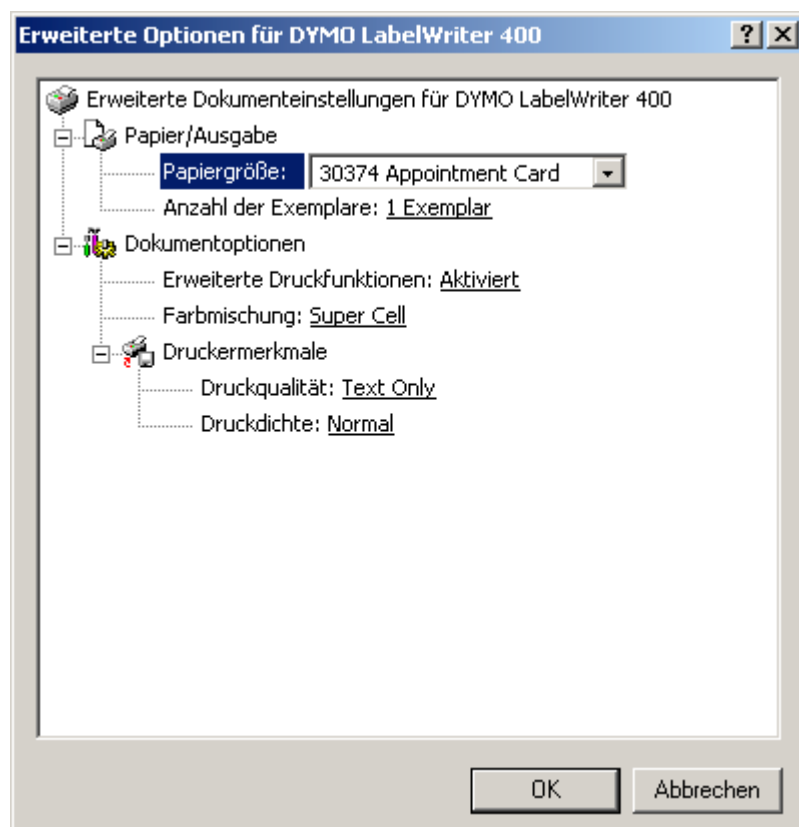 Erweiterte Optionen für DYMO LabelWriter 400
Erweiterte Dokumenteinstellungen für DYMO LabelWriter 400
Papier/Ausgabe
Papiergröße: 30374 Appointment Card
Anzahl der Exemplare: 1 Exemplar
Dokumentoptionen
Erweiterte Druckfunktionen: Aktiviert
Farbmischung: Super Cell
Druckermerkmale
Druckqualität: Text Only
Druckdichte: Normal
OK Abbrechen